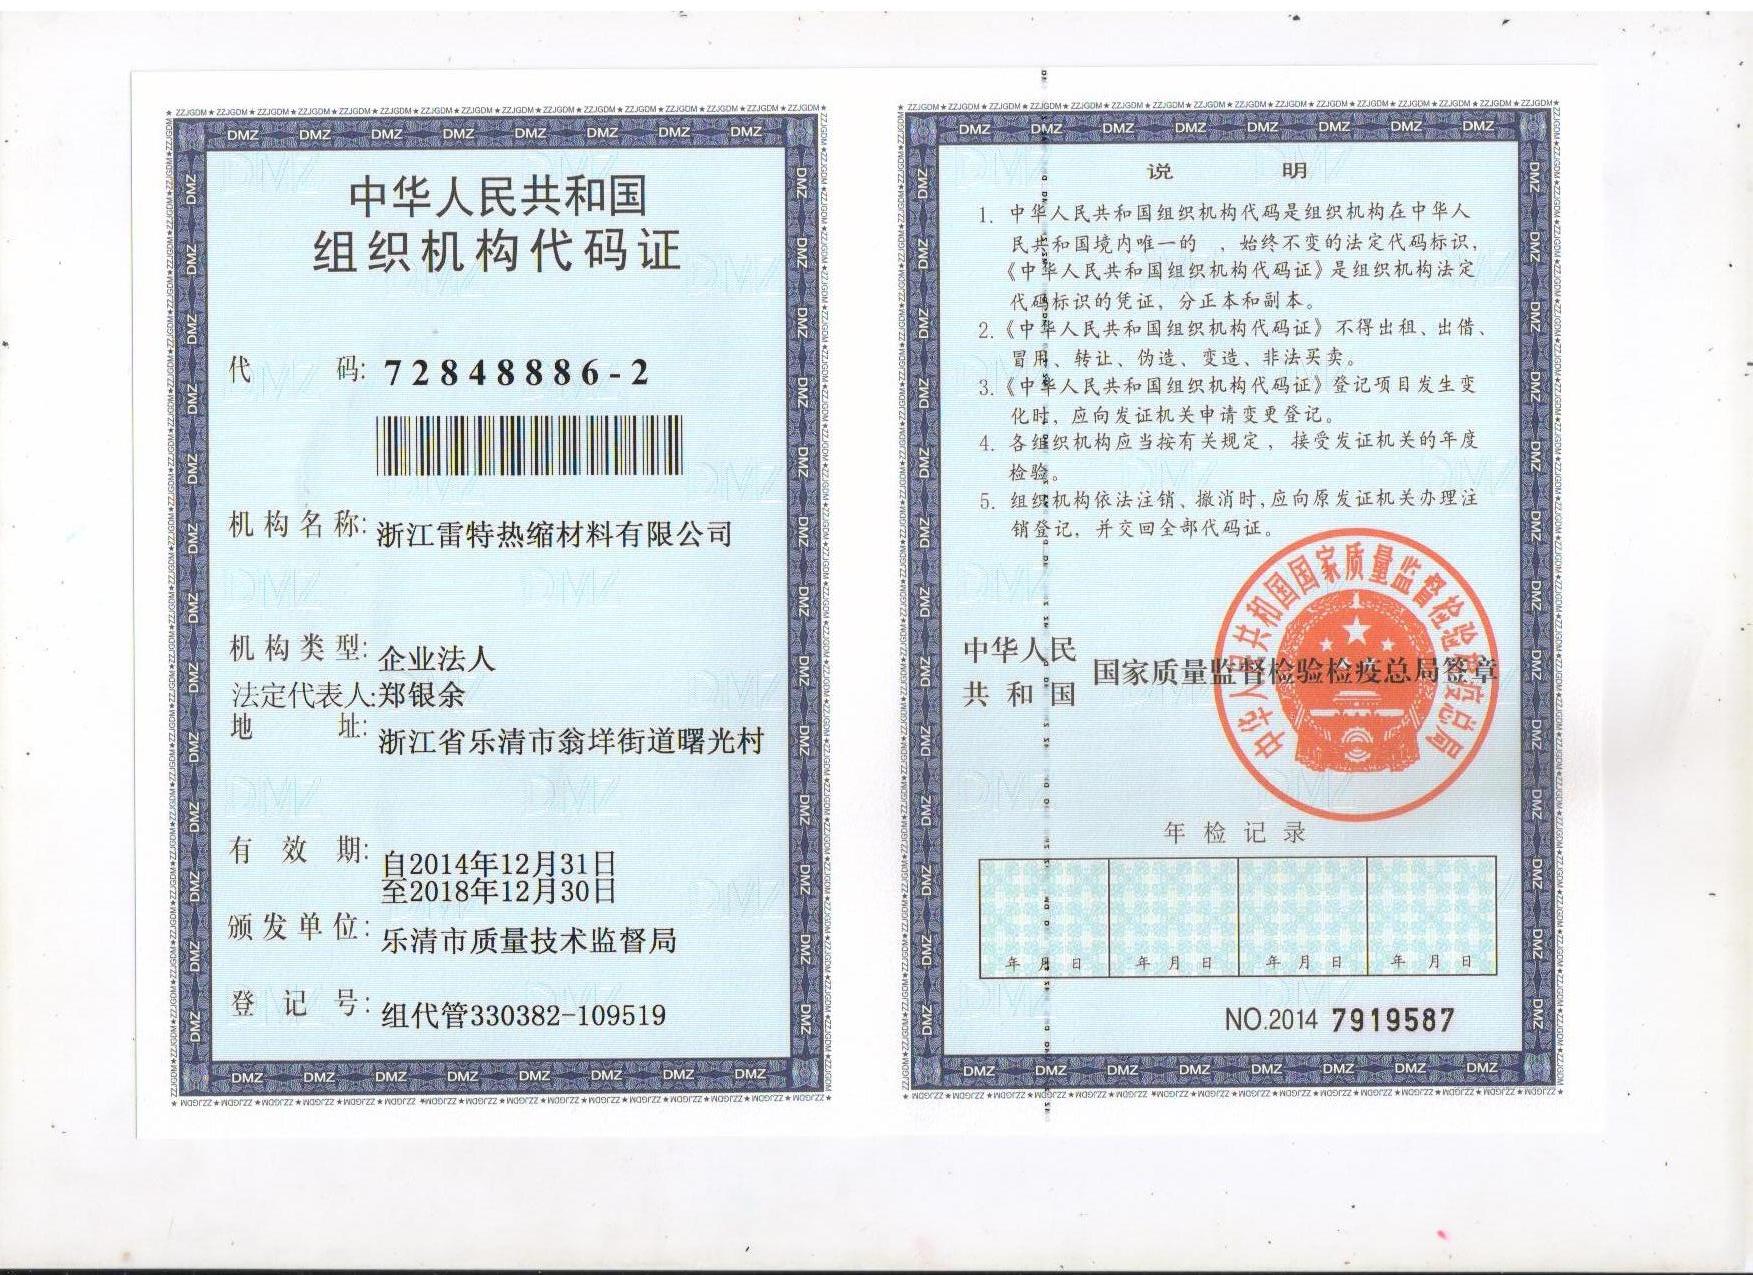 中华人民共和国
组织机构代码证
代 码: 72848886-2
机构名称: 浙江雷特热缩材料有限公司
机构类型: 企业法人
法定代表人:郑银余
地 址: 浙江省乐清市翁垟街道曙光村
有 效 期: 自2014年12月31日
至2018年12月30日
颁发单位: 乐清市质量技术监督局
登 记 号: 组代管330382-109519
说 明
1. 中华人民共和国组织机构代码是组织机构在中华人
民共和国境内唯一的 ,始终不变的法定代码标识,
《中华人民共和国组织机构代码证》是组织机构法定
代码标识的凭证,分正本和副本。
2.《中华人民共和国组织机构代码证》不得出租、出借、
冒用、转让、伪造、变造、非法买卖。
3.《中华人民共和国组织机构代码证》登记项目发生变
化时,应向发证机关申请变更登记。
4. 各组织机构应当按有关规定,接受发证机关的年度
检验。
5. 组织机构依法注销、撤消时,应向原发证机关办理注
销登记,并交回全部代码证。
中华人民
共和国
国家质量监督检验检疫总局签章
中华人民共和国国家质量监督检验检疫总局
年检记录
年 月 日 年 月 日 年 月 日 年 月 日
NO.2014 7919587